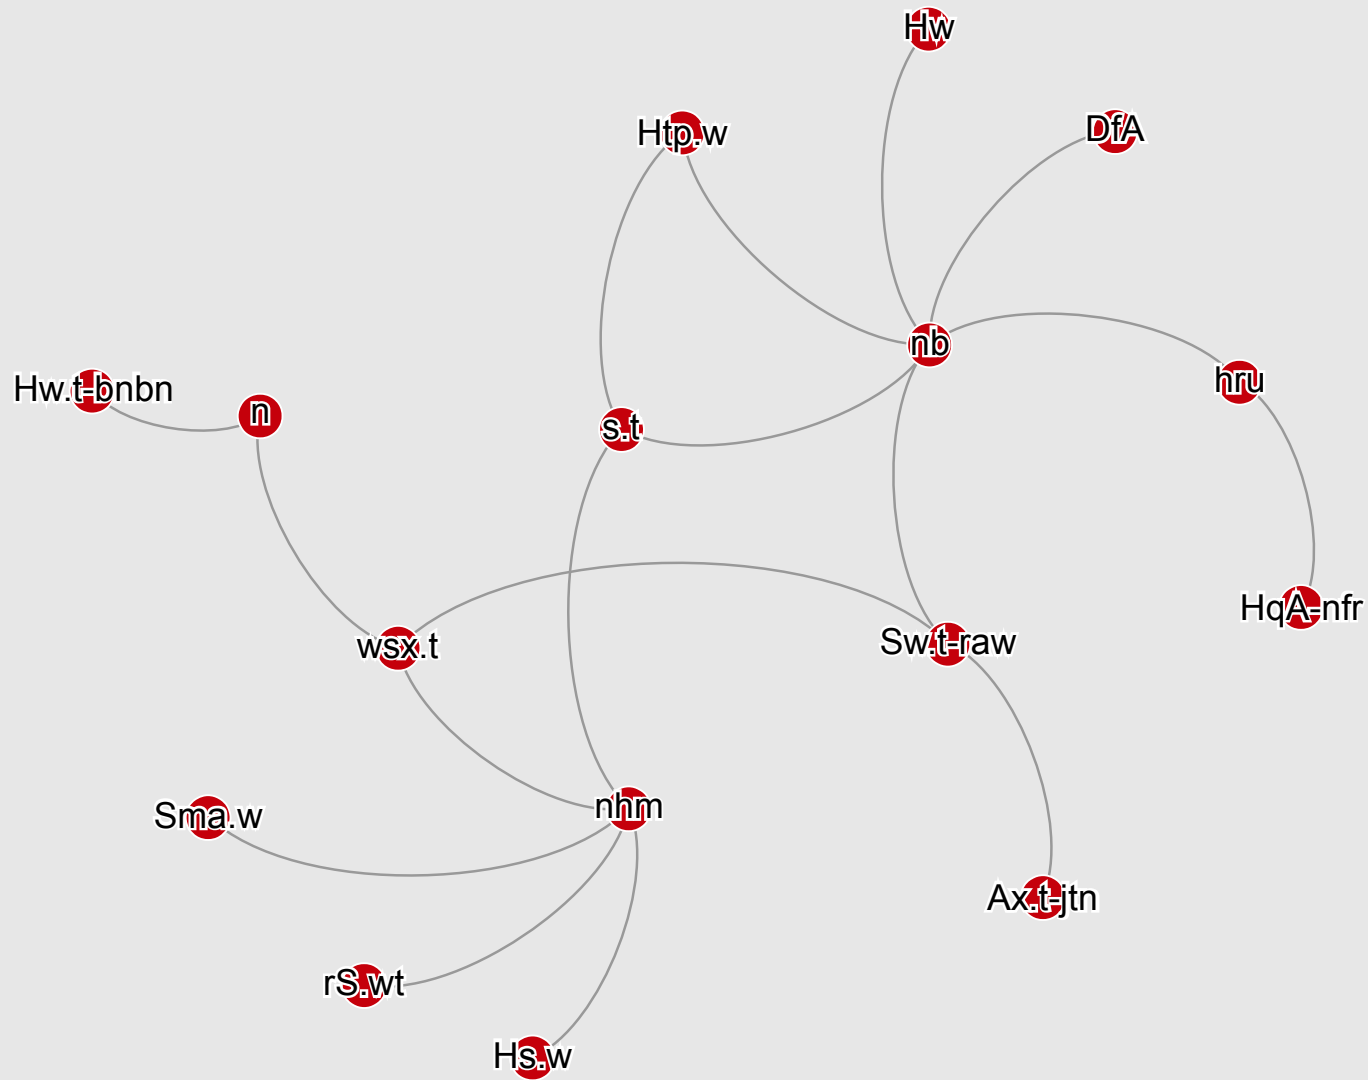 Hw
DfA
Htp.w
nb
hru
Hw.t-bnbn
n
s.t
HqA-nfr
Sw.t-raw
wsx.t
nhm
Sma.w
Ax.t-jtn
rS.wt
Hs.w